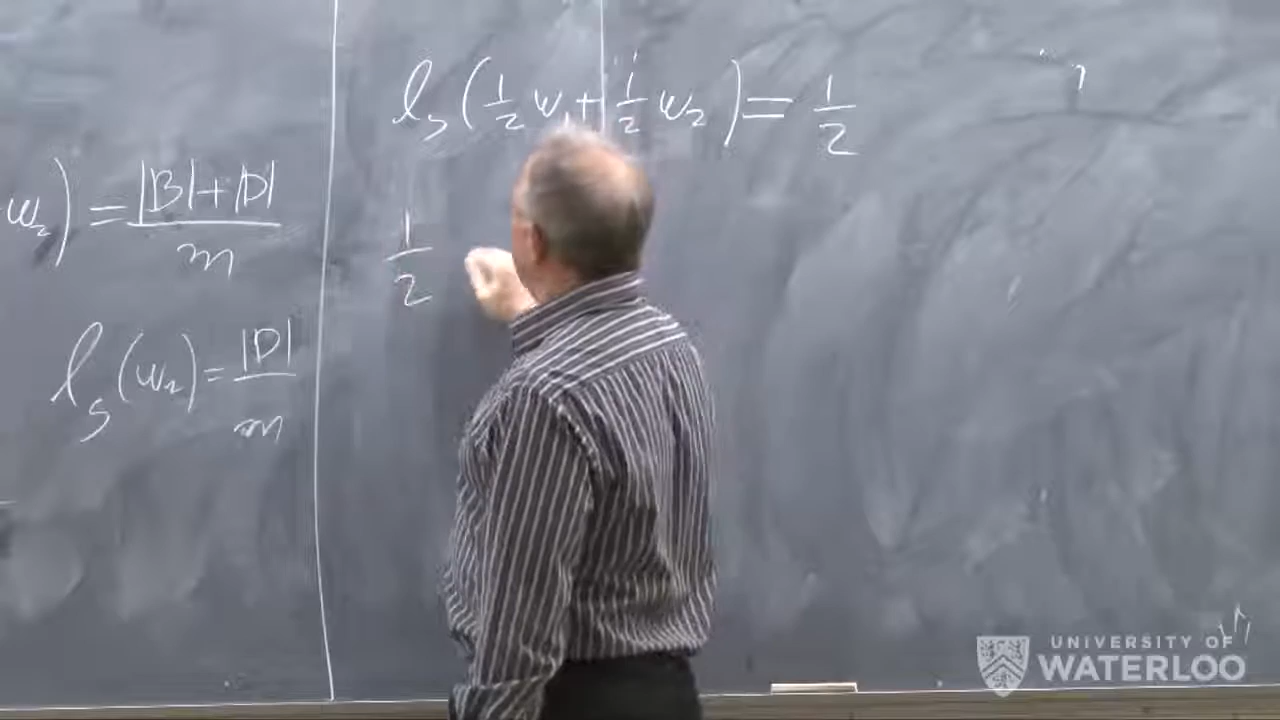 w₂) = |B|+|D| / m
l_S (w₂) = |D| / m
l_S (1/2 w₁ + 1/2 w₂) = 1/2
1/2
UNIVERSITY OF
WATERLOO